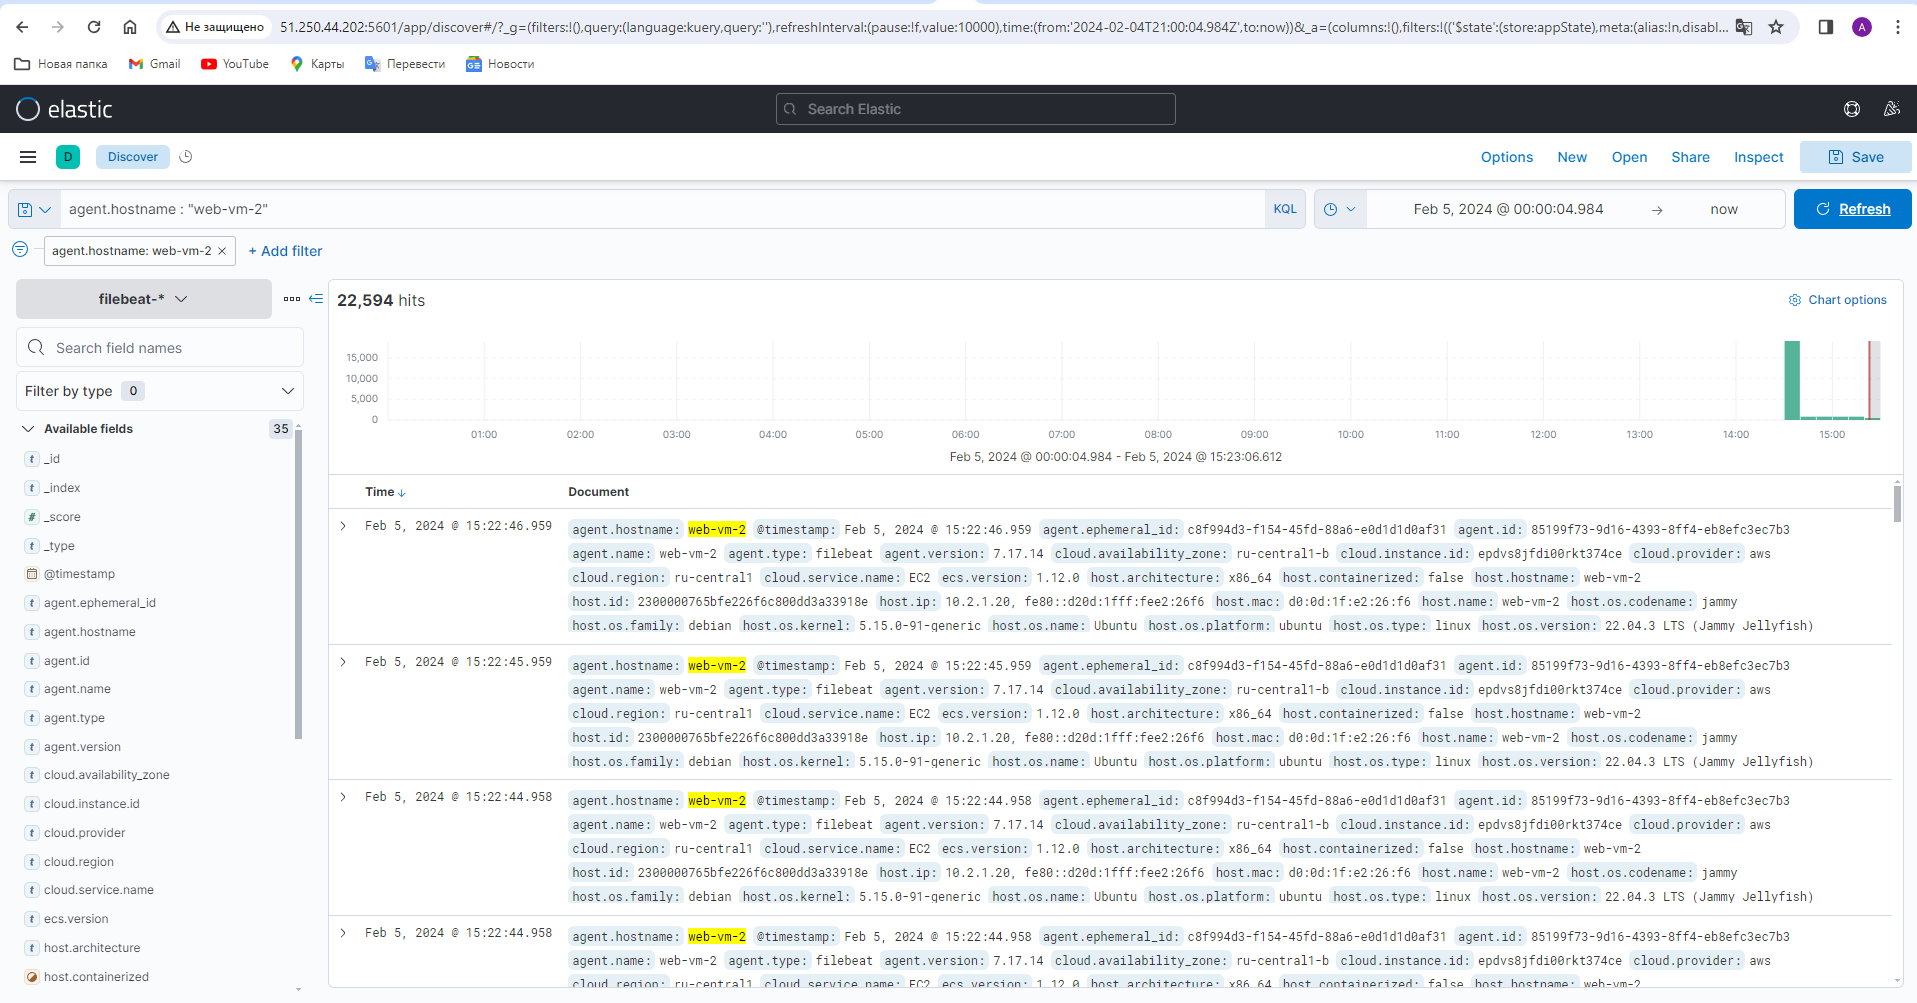 Не защищено 51.250.44.202:5601/app/discover#/?_g=(filters:!(),query:(language:kuery,query:''),refreshInterval:(pause:!f,value:10000),time:(from:'2024-02-04T21:00:04.984Z',to:now))&_a=(columns:!(),filters:!(('$state':(store:appState),meta:(alias:!n,disabl... A
Новая папка Gmail YouTube Карты Перевести Новости
elastic Search Elastic
D Discover Options New Open Share Inspect Save
agent.hostname : "web-vm-2" KQL Feb 5, 2024 @ 00:00:04.984 → now Refresh
agent.hostname: web-vm-2 × + Add filter
filebeat-* 22,594 hits Chart options
Search field names
Filter by type 0
Available fields 35
t _id
t _index
# _score
t _type
@timestamp
t agent.ephemeral_id
t agent.hostname
t agent.id
t agent.name
t agent.type
t agent.version
t cloud.availability_zone
t cloud.instance.id
t cloud.provider
t cloud.region
t cloud.service.name
t ecs.version
t host.architecture
host.containerized
15,000
10,000
5,000
0
01:00 02:00 03:00 04:00 05:00 06:00 07:00 08:00 09:00 10:00 11:00 12:00 13:00 14:00 15:00
Feb 5, 2024 @ 00:00:04.984 - Feb 5, 2024 @ 15:23:06.612
Time ↓ Document
Feb 5, 2024 @ 15:22:46.959 agent.hostname: web-vm-2 @timestamp: Feb 5, 2024 @ 15:22:46.959 agent.ephemeral_id: c8f994d3-f154-45fd-88a6-e0d1d1d0af31 agent.id: 85199f73-9d16-4393-8ff4-eb8efc3ec7b3
agent.name: web-vm-2 agent.type: filebeat agent.version: 7.17.14 cloud.availability_zone: ru-central1-b cloud.instance.id: epdvs8jfdi00rkt374ce cloud.provider: aws
cloud.region: ru-central1 cloud.service.name: EC2 ecs.version: 1.12.0 host.architecture: x86_64 host.containerized: false host.hostname: web-vm-2
host.id: 2300000765bfe226f6c800dd3a33918e host.ip: 10.2.1.20, fe80::d20d:1fff:fee2:26f6 host.mac: d0:0d:1f:e2:26:f6 host.name: web-vm-2 host.os.codename: jammy
host.os.family: debian host.os.kernel: 5.15.0-91-generic host.os.name: Ubuntu host.os.platform: ubuntu host.os.type: linux host.os.version: 22.04.3 LTS (Jammy Jellyfish)
Feb 5, 2024 @ 15:22:45.959 agent.hostname: web-vm-2 @timestamp: Feb 5, 2024 @ 15:22:45.959 agent.ephemeral_id: c8f994d3-f154-45fd-88a6-e0d1d1d0af31 agent.id: 85199f73-9d16-4393-8ff4-eb8efc3ec7b3
agent.name: web-vm-2 agent.type: filebeat agent.version: 7.17.14 cloud.availability_zone: ru-central1-b cloud.instance.id: epdvs8jfdi00rkt374ce cloud.provider: aws
cloud.region: ru-central1 cloud.service.name: EC2 ecs.version: 1.12.0 host.architecture: x86_64 host.containerized: false host.hostname: web-vm-2
host.id: 2300000765bfe226f6c800dd3a33918e host.ip: 10.2.1.20, fe80::d20d:1fff:fee2:26f6 host.mac: d0:0d:1f:e2:26:f6 host.name: web-vm-2 host.os.codename: jammy
host.os.family: debian host.os.kernel: 5.15.0-91-generic host.os.name: Ubuntu host.os.platform: ubuntu host.os.type: linux host.os.version: 22.04.3 LTS (Jammy Jellyfish)
Feb 5, 2024 @ 15:22:44.958 agent.hostname: web-vm-2 @timestamp: Feb 5, 2024 @ 15:22:44.958 agent.ephemeral_id: c8f994d3-f154-45fd-88a6-e0d1d1d0af31 agent.id: 85199f73-9d16-4393-8ff4-eb8efc3ec7b3
agent.name: web-vm-2 agent.type: filebeat agent.version: 7.17.14 cloud.availability_zone: ru-central1-b cloud.instance.id: epdvs8jfdi00rkt374ce cloud.provider: aws
cloud.region: ru-central1 cloud.service.name: EC2 ecs.version: 1.12.0 host.architecture: x86_64 host.containerized: false host.hostname: web-vm-2
host.id: 2300000765bfe226f6c800dd3a33918e host.ip: 10.2.1.20, fe80::d20d:1fff:fee2:26f6 host.mac: d0:0d:1f:e2:26:f6 host.name: web-vm-2 host.os.codename: jammy
host.os.family: debian host.os.kernel: 5.15.0-91-generic host.os.name: Ubuntu host.os.platform: ubuntu host.os.type: linux host.os.version: 22.04.3 LTS (Jammy Jellyfish)
Feb 5, 2024 @ 15:22:44.958 agent.hostname: web-vm-2 @timestamp: Feb 5, 2024 @ 15:22:44.958 agent.ephemeral_id: c8f994d3-f154-45fd-88a6-e0d1d1d0af31 agent.id: 85199f73-9d16-4393-8ff4-eb8efc3ec7b3
agent.name: web-vm-2 agent.type: filebeat agent.version: 7.17.14 cloud.availability_zone: ru-central1-b cloud.instance.id: epdvs8jfdi00rkt374ce cloud.provider: aws
cloud.region: ru-central1 cloud.service.name: EC2 ecs.version: 1.12.0 host.architecture: x86_64 host.containerized: false host.hostname: web-vm-2